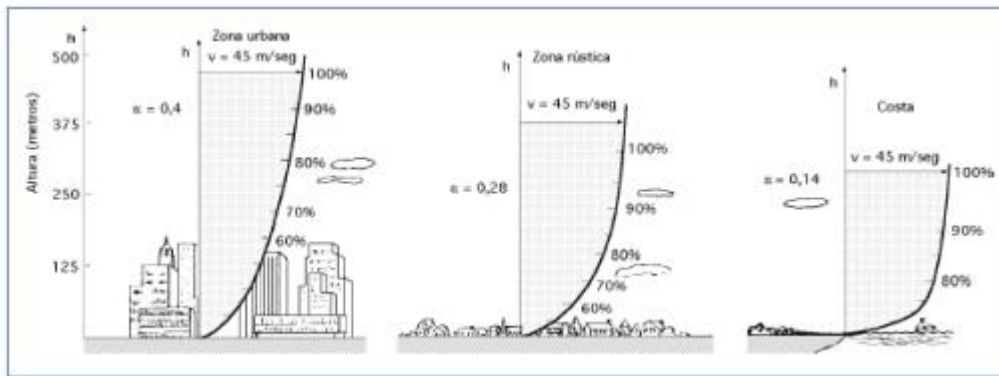 h
500
375
250
125
Altura (metros)
h
Zona urbana
v = 45 m/seg
100%
90%
80%
70%
60%
α = 0,4
h
Zona rústica
v = 45 m/seg
100%
90%
80%
70%
60%
α = 0,28
h
Costa
v = 45 m/seg
100%
90%
80%
α = 0,14